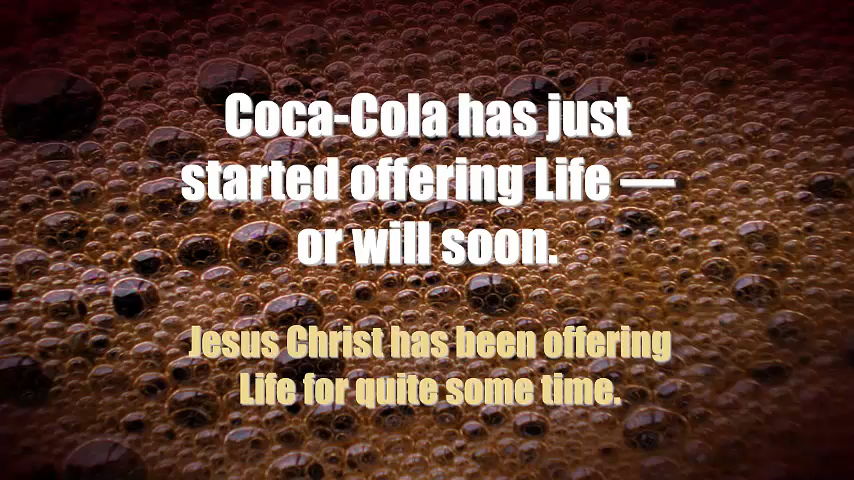 Coca-Cola has just
started offering Life —
or will soon.
Jesus Christ has been offering
Life for quite some time.